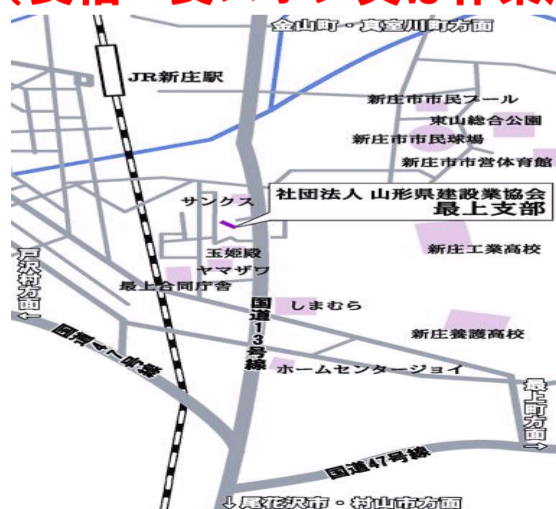 金山町・真室川町方面
JR新庄駅
新庄市市民プール
東山総合公園
新庄市市民球場
新庄市市営体育館
サンクス
社団法人 山形県建設業協会
最上支部
玉姫殿
ヤマザワ
最上合同庁舎
新庄工業高校
戸沢村方面
←
国道13号線
しまむら
国道47号線
新庄養護高校
ホームセンタージョイ
最上町方面
→
国道47号線
↓尾花沢市・村山市方面